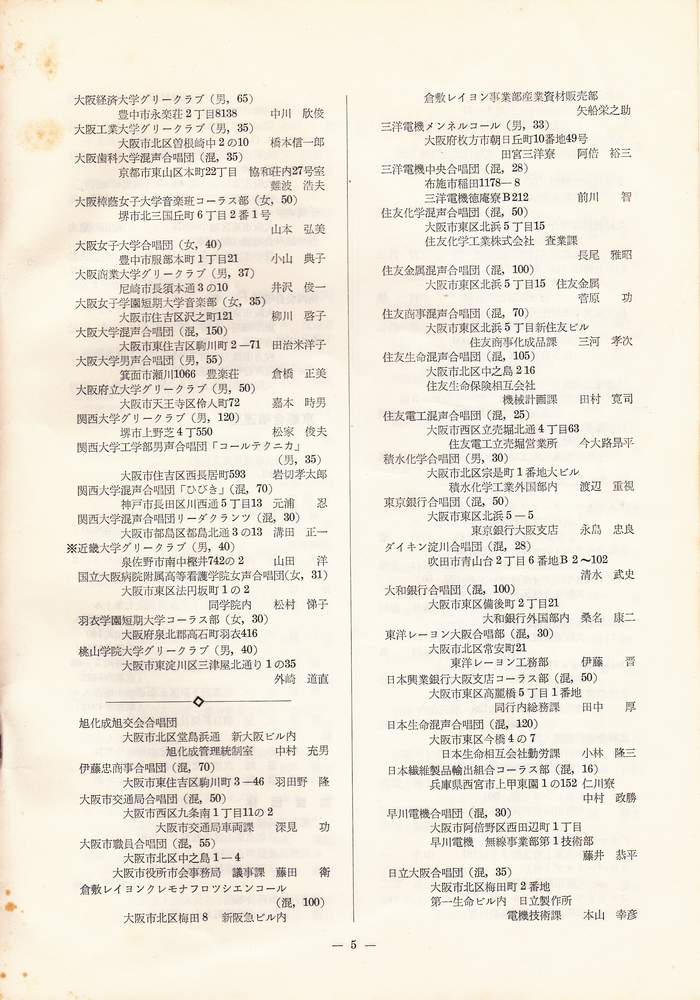 大阪経済大学グリークラブ（男，65）
豊中市永楽荘2丁目8138　中川　欣俊
大阪工業大学グリークラブ（男，35）
大阪市北区曽根崎中2の10　橋本信一郎
大阪歯科大学混声合唱団（混，35）
京都市東山区本町22丁目　協和荘内27号室
難波　浩夫
大阪樟蔭女子大学音楽班コーラス部（女，50）
堺市北三国丘町6丁目2番1号
山本　弘美
大阪女子大学合唱団（女，40）
豊中市服部本町1丁目21　小山　典子
大阪商業大学グリークラブ（男，37）
尼崎市長須本通3の10　井沢　俊一
大阪女子学園短期大学音楽部（女，35）
大阪市住吉区沢之町121　柳川　啓子
大阪大学混声合唱団（混，150）
大阪市東住吉区駒川町2―71　田治米洋子
大阪大学男声合唱団（男，55）
箕面市瀬川1066　豊楽荘　倉橋　正美
大阪府立大学グリークラブ（男，50）
大阪市天王寺区伶人町72　嘉本　時男
関西大学グリークラブ（男，120）
堺市上野芝4丁550　松家　俊夫
関西大学工学部男声合唱団「コールテクニカ」
（男，35）
大阪市住吉区西長居町593　岩切孝太郎
関西大学混声合唱団「ひびき」（混，70）
神戸市長田区川西通5丁目13　元浦　忍
関西大学混声合唱団リーダクランツ（混，30）
大阪市都島区都島北通3の13　溝田　正一
※近畿大学グリークラブ（男，40）
泉佐野市南中樫井742の2　山田　洋
国立大阪病院附属高等看護学院女声合唱団（女，31）
大阪市東区法円坂町1の2
同学院内　松村　悌子
羽衣学園短期大学コーラス部（女，30）
大阪府泉北郡高石町羽衣416
桃山学院大学グリークラブ（男，40）
大阪市東淀川区三津屋北通り1の35
外崎　道直
旭化成旭交会合唱団
大阪市北区堂島浜通　新大阪ビル内
旭化成管理統制室　中村　充男
伊藤忠商事合唱団（混，70）
大阪市東住吉区駒川町3―46　羽田野　隆
大阪市交通局合唱団（混，50）
大阪市西区九条南1丁目11の2
大阪市交通局車両課　深見　功
大阪市職員合唱団（混，55）
大阪市北区中之島1―4
大阪市役所市会事務局　議事課　藤田　衛
倉敷レイヨンクレモナフロツシエンコール
（混，100）
大阪市北区梅田8　新阪急ビル内
倉敷レイヨン事業部産業資材販売部
矢船栄之助
三洋電機メンネルコール（男，33）
大阪府枚方市朝日丘町10番地49号
田宮三洋寮　阿倍　裕三
三洋電機中央合唱団（混，28）
布施市稲田1178―8
三洋電機徳庵寮B212　前川　智
住友化学混声合唱団（混，50）
大阪市東区北浜5丁目15
住友化学工業株式会社　査業課
長尾　雅昭
住友金属混声合唱団（混，100）
大阪市東区北浜5丁目15　住友金属
菅原　功
住友商事混声合唱団（混，70）
大阪市東区北浜5丁目新住友ビル
住友商事化成品課　三河　孝次
住友生命混声合唱団（混，105）
大阪市北区中之島216
住友生命保険相互会社
機械計画課　田村　寛司
住友電工混声合唱団（混，25）
大阪市西区立売堀北通4丁目63
住友電工立売堀営業所　今大路昻平
積水化学合唱団（男，30）
大阪市北区宗是町1番地大ビル
積水化学工業外国部内　渡辺　重視
東京銀行合唱団（混，50）
大阪市東区北浜5―5
東京銀行大阪支店　永島　忠良
ダイキン淀川合唱団（混，28）
吹田市青山台2丁目6番地B2〜102
清水　武史
大和銀行合唱団（混，100）
大阪市東区備後町2丁目21
大和銀行外国部内　桑名　康二
東洋レーヨン大阪合唱部（混，30）
大阪市北区常安町21
東洋レーヨン工務部　伊藤　晋
日本興業銀行大阪支店コーラス部（混，50）
大阪市東区高麗橋5丁目1番地
同行内総務課　田中　厚
日本生命混声合唱団（混，120）
大阪市東区今橋4の7
日本生命相互会社動労課　小林　隆三
日本繊維製品輸出組合コーラス部（混，16）
兵庫県西宮市上甲東園1の152　仁川寮
中村　政勝
早川電機合唱団（混，30）
大阪市阿倍野区西田辺町1丁目
早川電機　無線事業部第1技術部
藤井　恭平
日立大阪合唱団（混，35）
大阪市北区梅田町2番地
第一生命ビル内　日立製作所
電機技術課　本山　幸彦
― 5 ―